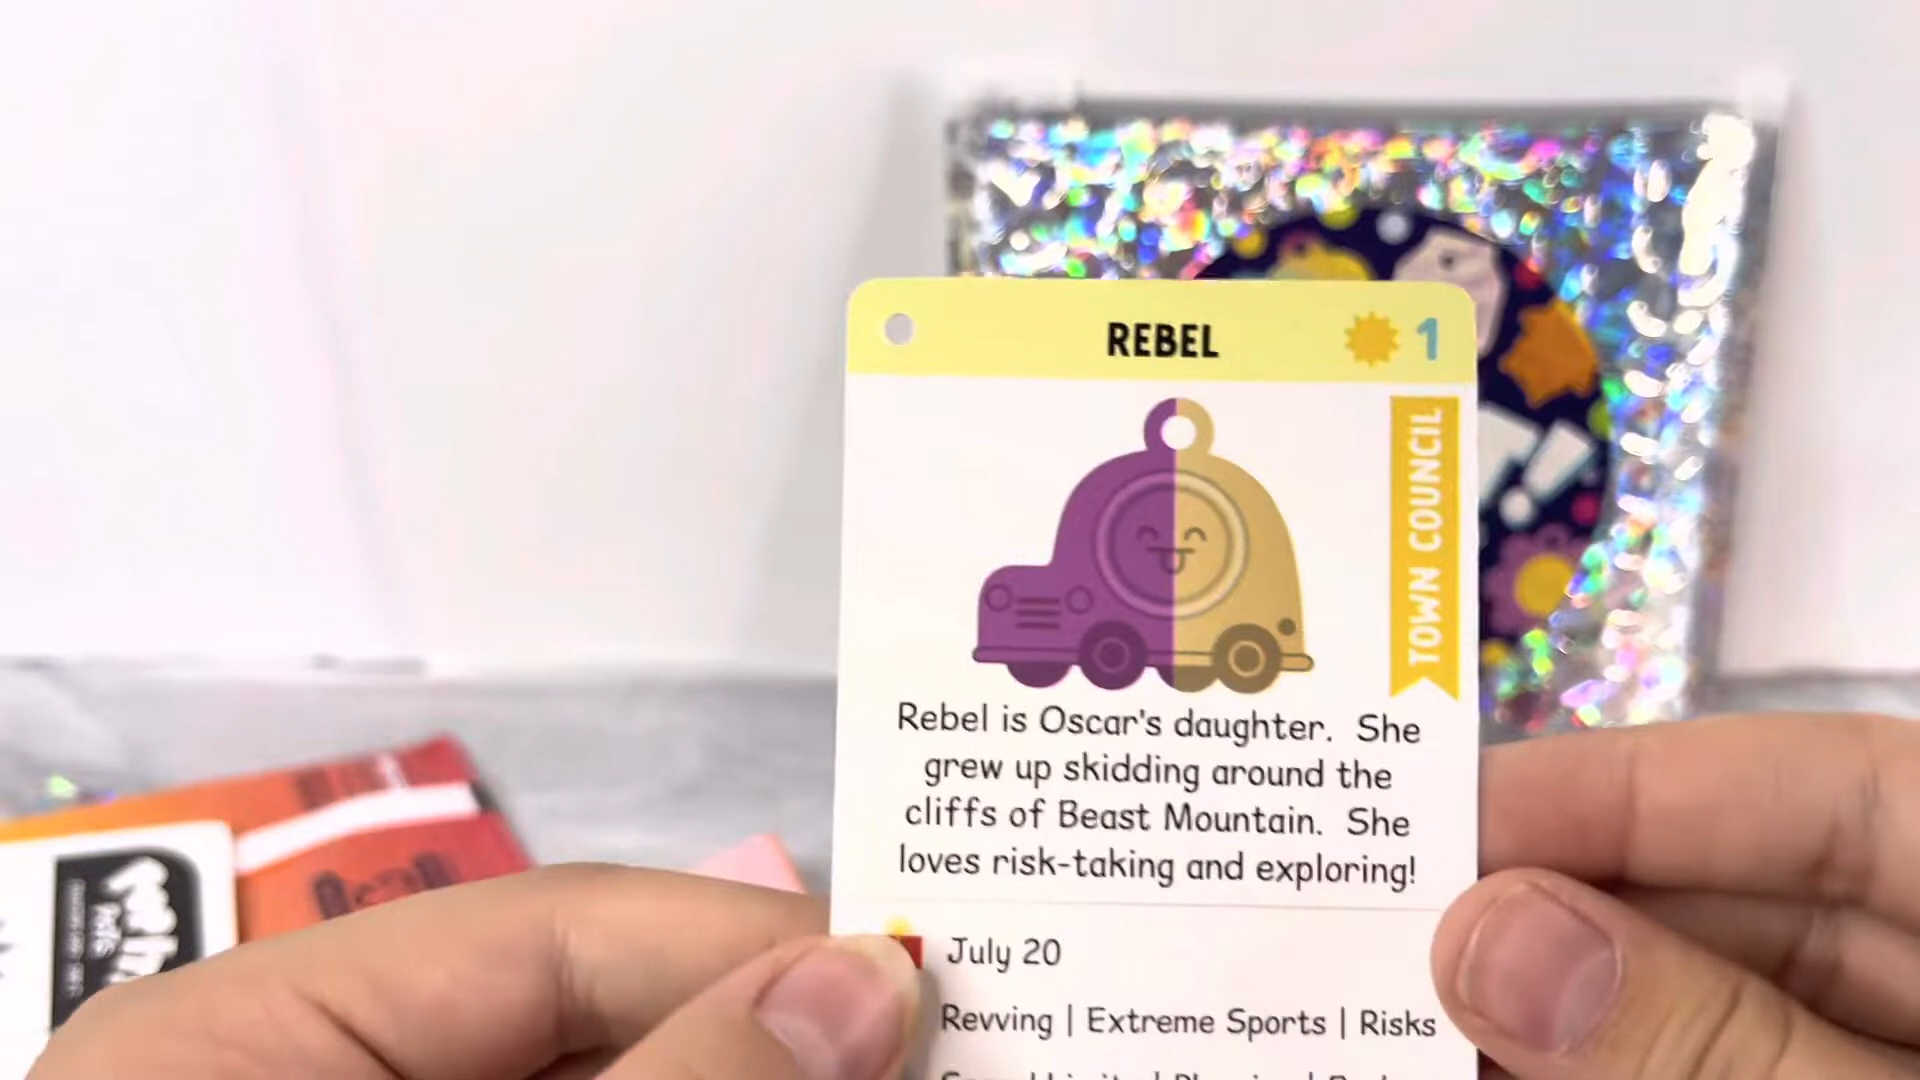 REBEL 1
TOWN COUNCIL
Rebel is Oscar's daughter. She
grew up skidding around the
cliffs of Beast Mountain. She
loves risk-taking and exploring!
July 20
Revving | Extreme Sports | Risks